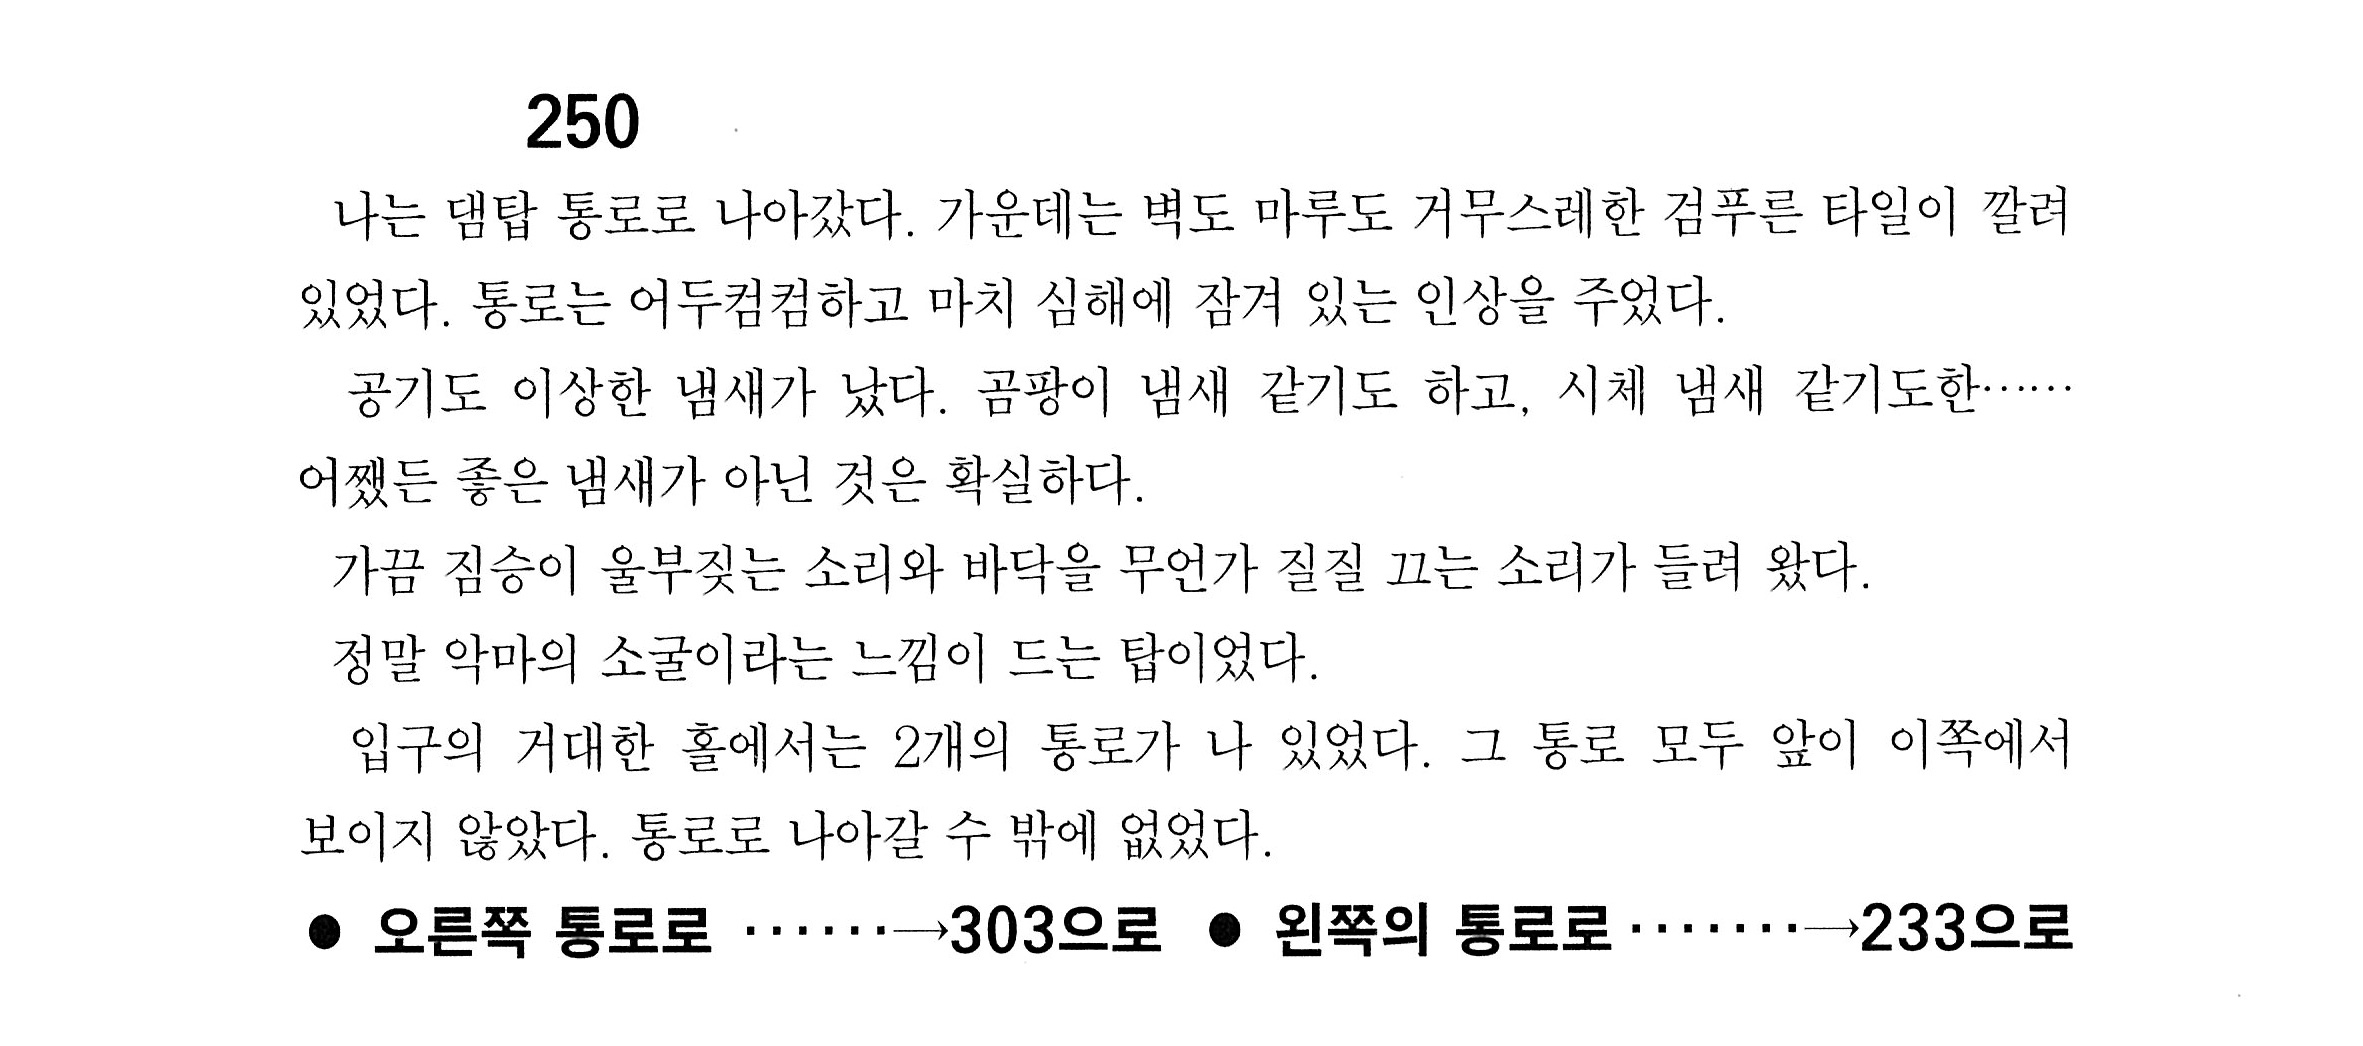 250
나는 댐탑 통로로 나아갔다. 가운데는 벽도 마루도 거무스레한 검푸른 타일이 깔려
있었다. 통로는 어두컴컴하고 마치 심해에 잠겨 있는 인상을 주었다.
공기도 이상한 냄새가 났다. 곰팡이 냄새 같기도 하고, 시체 냄새 같기도한……
어쨌든 좋은 냄새가 아닌 것은 확실하다.
가끔 짐승이 울부짖는 소리와 바닥을 무언가 질질 끄는 소리가 들려 왔다.
정말 악마의 소굴이라는 느낌이 드는 탑이었다.
입구의 거대한 홀에서는 2개의 통로가 나 있었다. 그 통로 모두 앞이 이쪽에서
보이지 않았다. 통로로 나아갈 수 밖에 없었다.
● 오른쪽 통로로 ······→303으로 ● 왼쪽의 통로로 ·······→233으로